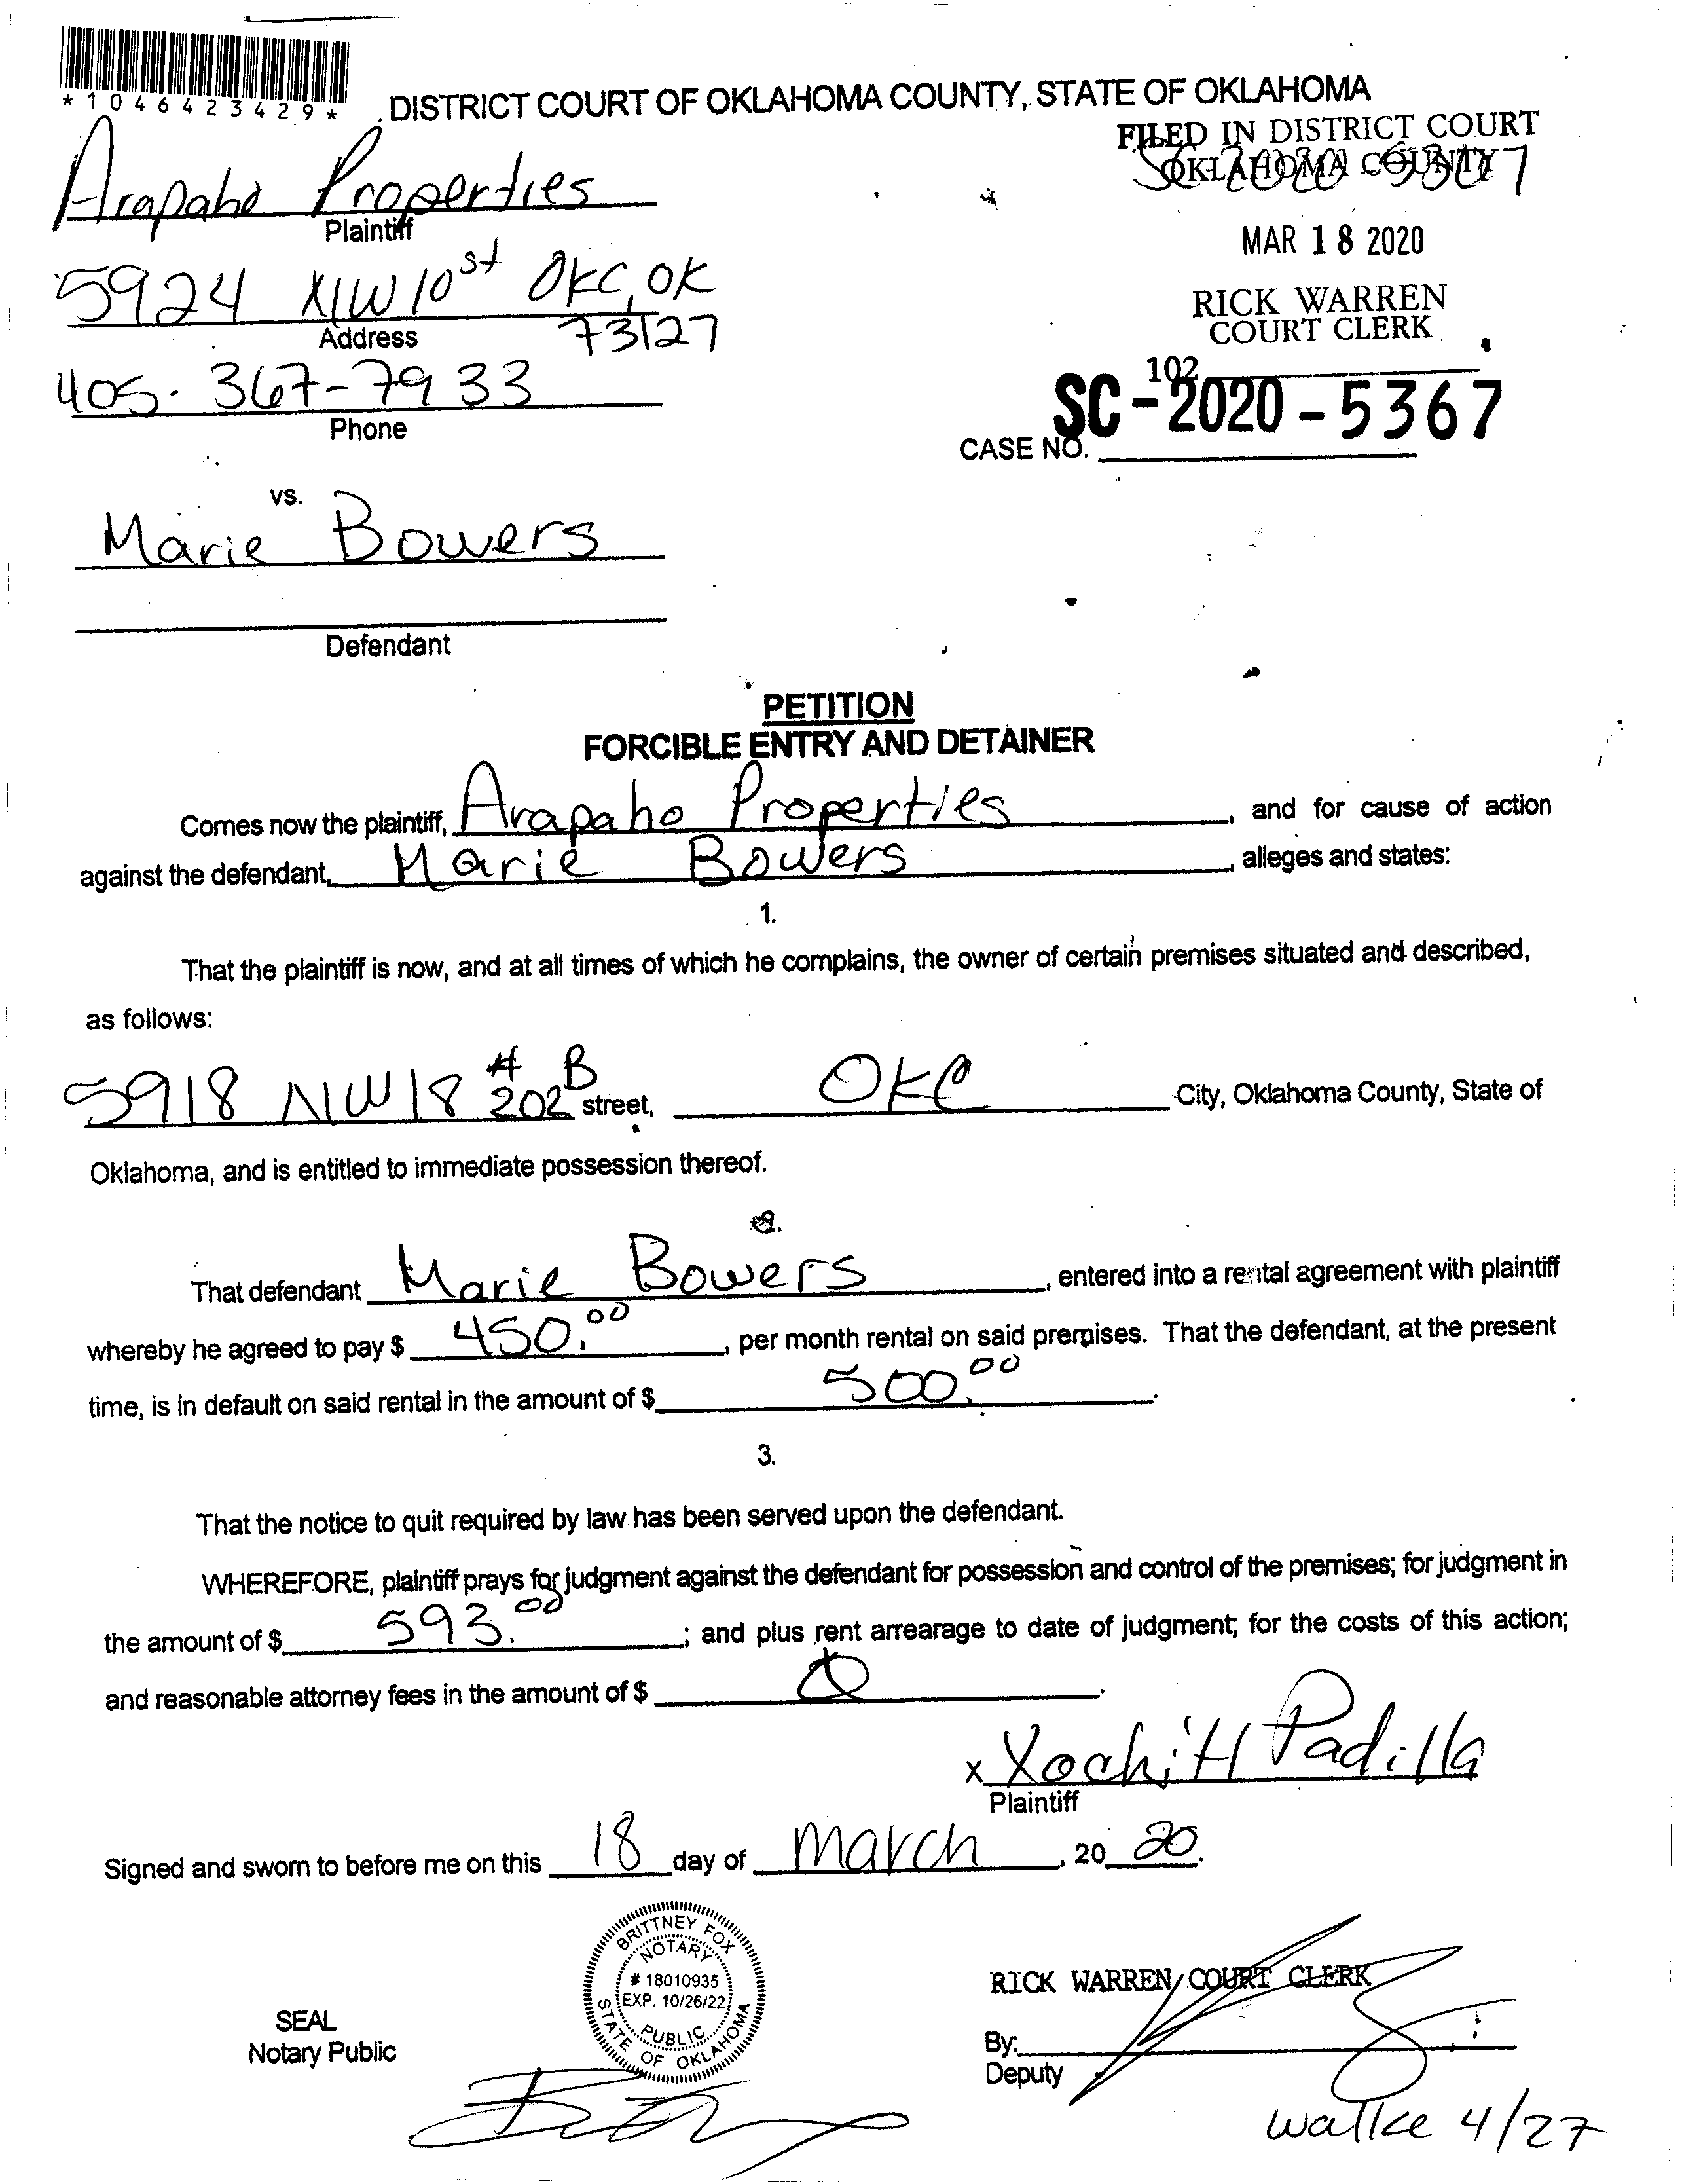 *1046423429*
DISTRICT COURT OF OKLAHOMA COUNTY, STATE OF OKLAHOMA
FILED IN DISTRICT COURT
OKLAHOMA COUNTY
Arapaho Properties
Plaintiff
MAR 18 2020
5924 NW 10st OKC, OK
73127
Address
RICK WARREN
COURT CLERK
405-367-7933
Phone
102
SC-2020-5367
CASE NO.
vs.
Marie Bowers
Defendant
PETITION
FORCIBLE ENTRY AND DETAINER
Comes now the plaintiff, Arapaho Properties, and for cause of action
against the defendant, Marie Bowers, alleges and states:
1.
That the plaintiff is now, and at all times of which he complains, the owner of certain premises situated and described,
as follows:
5918 NW 18 # 202 B street, OKC City, Oklahoma County, State of
Oklahoma, and is entitled to immediate possession thereof.
2.
That defendant Marie Bowers, entered into a rental agreement with plaintiff
whereby he agreed to pay $ 450.00, per month rental on said premises. That the defendant, at the present
time, is in default on said rental in the amount of $ 500.00.
3.
That the notice to quit required by law has been served upon the defendant.
WHEREFORE, plaintiff prays for judgment against the defendant for possession and control of the premises; for judgment in
the amount of $ 593.00; and plus rent arrearage to date of judgment; for the costs of this action;
and reasonable attorney fees in the amount of $
x Xochitl Padilla
Plaintiff
Signed and sworn to before me on this 18 day of March, 20 20.
BRITTNEY FOX
NOTARY
# 18010935
EXP. 10/26/22
PUBLIC
STATE OF OKLAHOMA
SEAL
Notary Public
RICK WARREN, COURT CLERK
By:
Deputy
walke 4/27